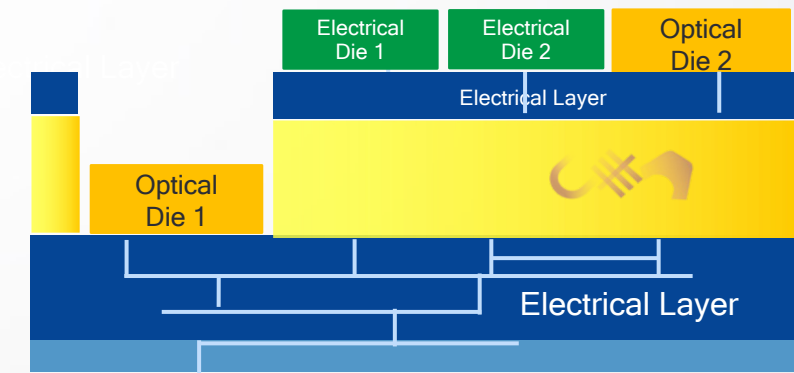 Electrical
Die 1
Electrical
Die 2
Optical
Die 2
Electrical Layer
Optical
Die 1
Electrical Layer